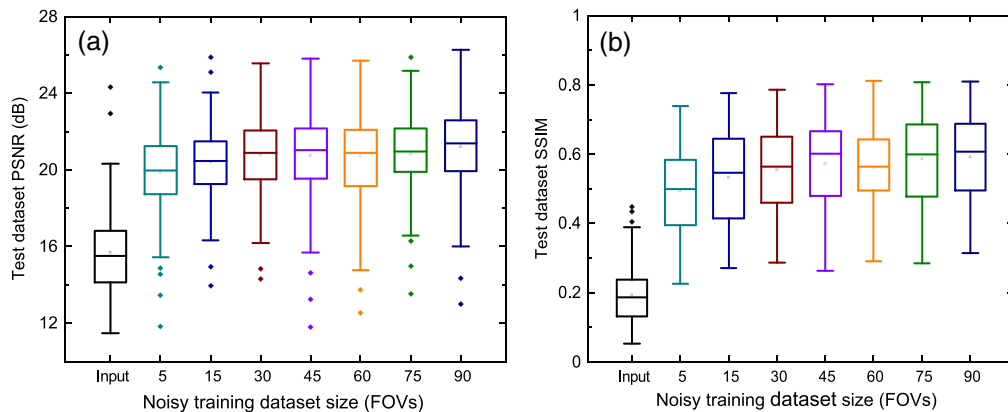 (a)
Test dataset PSNR (dB)
28
24
20
16
12
Input 5 15 30 45 60 75 90
Noisy training dataset size (FOVs)
(b)
Test dataset SSIM
1
0.8
0.6
0.4
0.2
0
Input 5 15 30 45 60 75 90
Noisy training dataset size (FOVs)